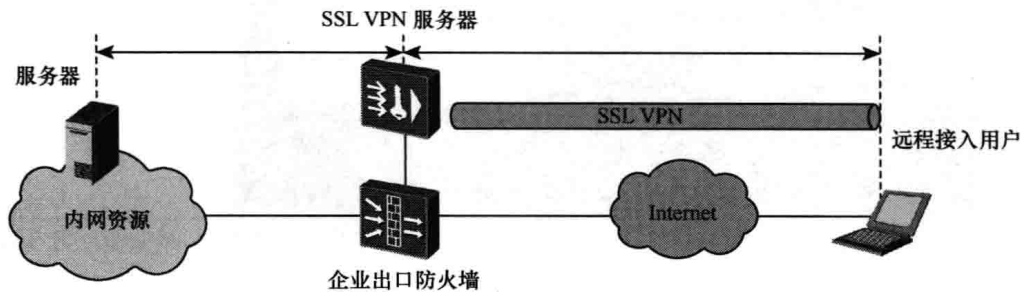 SSL VPN 服务器
服务器
SSL VPN
远程接入用户
内网资源
Internet
企业出口防火墙